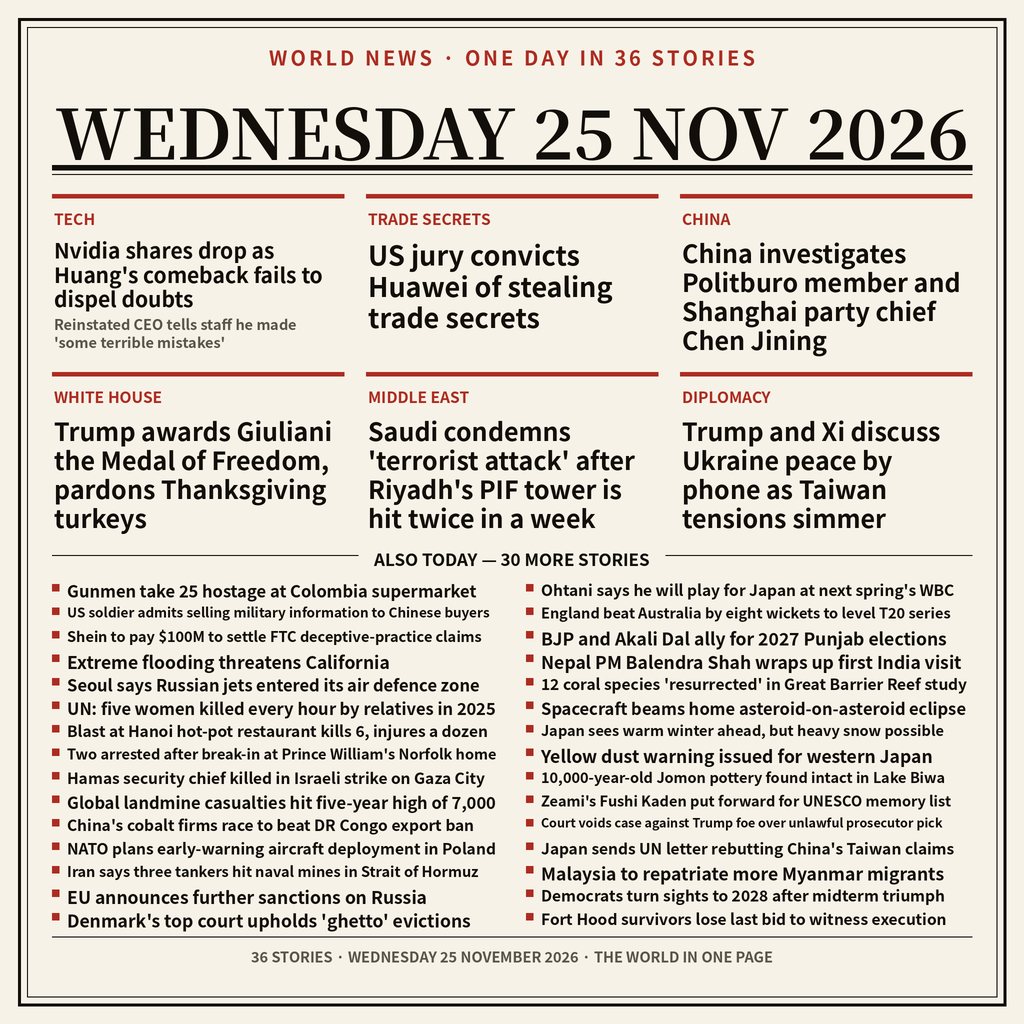 WORLD NEWS · ONE DAY IN 36 STORIES
WEDNESDAY 25 NOV 2026
TECH
Nvidia shares drop as
Huang's comeback fails to
dispel doubts
Reinstated CEO tells staff he made
'some terrible mistakes'
TRADE SECRETS
US jury convicts
Huawei of stealing
trade secrets
CHINA
China investigates
Politburo member and
Shanghai party chief
Chen Jining
WHITE HOUSE
Trump awards Giuliani
the Medal of Freedom,
pardons Thanksgiving
turkeys
MIDDLE EAST
Saudi condemns
'terrorist attack' after
Riyadh's PIF tower is
hit twice in a week
DIPLOMACY
Trump and Xi discuss
Ukraine peace by
phone as Taiwan
tensions simmer
ALSO TODAY — 30 MORE STORIES
Gunmen take 25 hostage at Colombia supermarket
US soldier admits selling military information to Chinese buyers
Shein to pay $100M to settle FTC deceptive-practice claims
Extreme flooding threatens California
Seoul says Russian jets entered its air defence zone
UN: five women killed every hour by relatives in 2025
Blast at Hanoi hot-pot restaurant kills 6, injures a dozen
Two arrested after break-in at Prince William's Norfolk home
Hamas security chief killed in Israeli strike on Gaza City
Global landmine casualties hit five-year high of 7,000
China's cobalt firms race to beat DR Congo export ban
NATO plans early-warning aircraft deployment in Poland
Iran says three tankers hit naval mines in Strait of Hormuz
EU announces further sanctions on Russia
Denmark's top court upholds 'ghetto' evictions
Ohtani says he will play for Japan at next spring's WBC
England beat Australia by eight wickets to level T20 series
BJP and Akali Dal ally for 2027 Punjab elections
Nepal PM Balendra Shah wraps up first India visit
12 coral species 'resurrected' in Great Barrier Reef study
Spacecraft beams home asteroid-on-asteroid eclipse
Japan sees warm winter ahead, but heavy snow possible
Yellow dust warning issued for western Japan
10,000-year-old Jomon pottery found intact in Lake Biwa
Zeami's Fushi Kaden put forward for UNESCO memory list
Court voids case against Trump foe over unlawful prosecutor pick
Japan sends UN letter rebutting China's Taiwan claims
Malaysia to repatriate more Myanmar migrants
Democrats turn sights to 2028 after midterm triumph
Fort Hood survivors lose last bid to witness execution
36 STORIES · WEDNESDAY 25 NOVEMBER 2026 · THE WORLD IN ONE PAGE